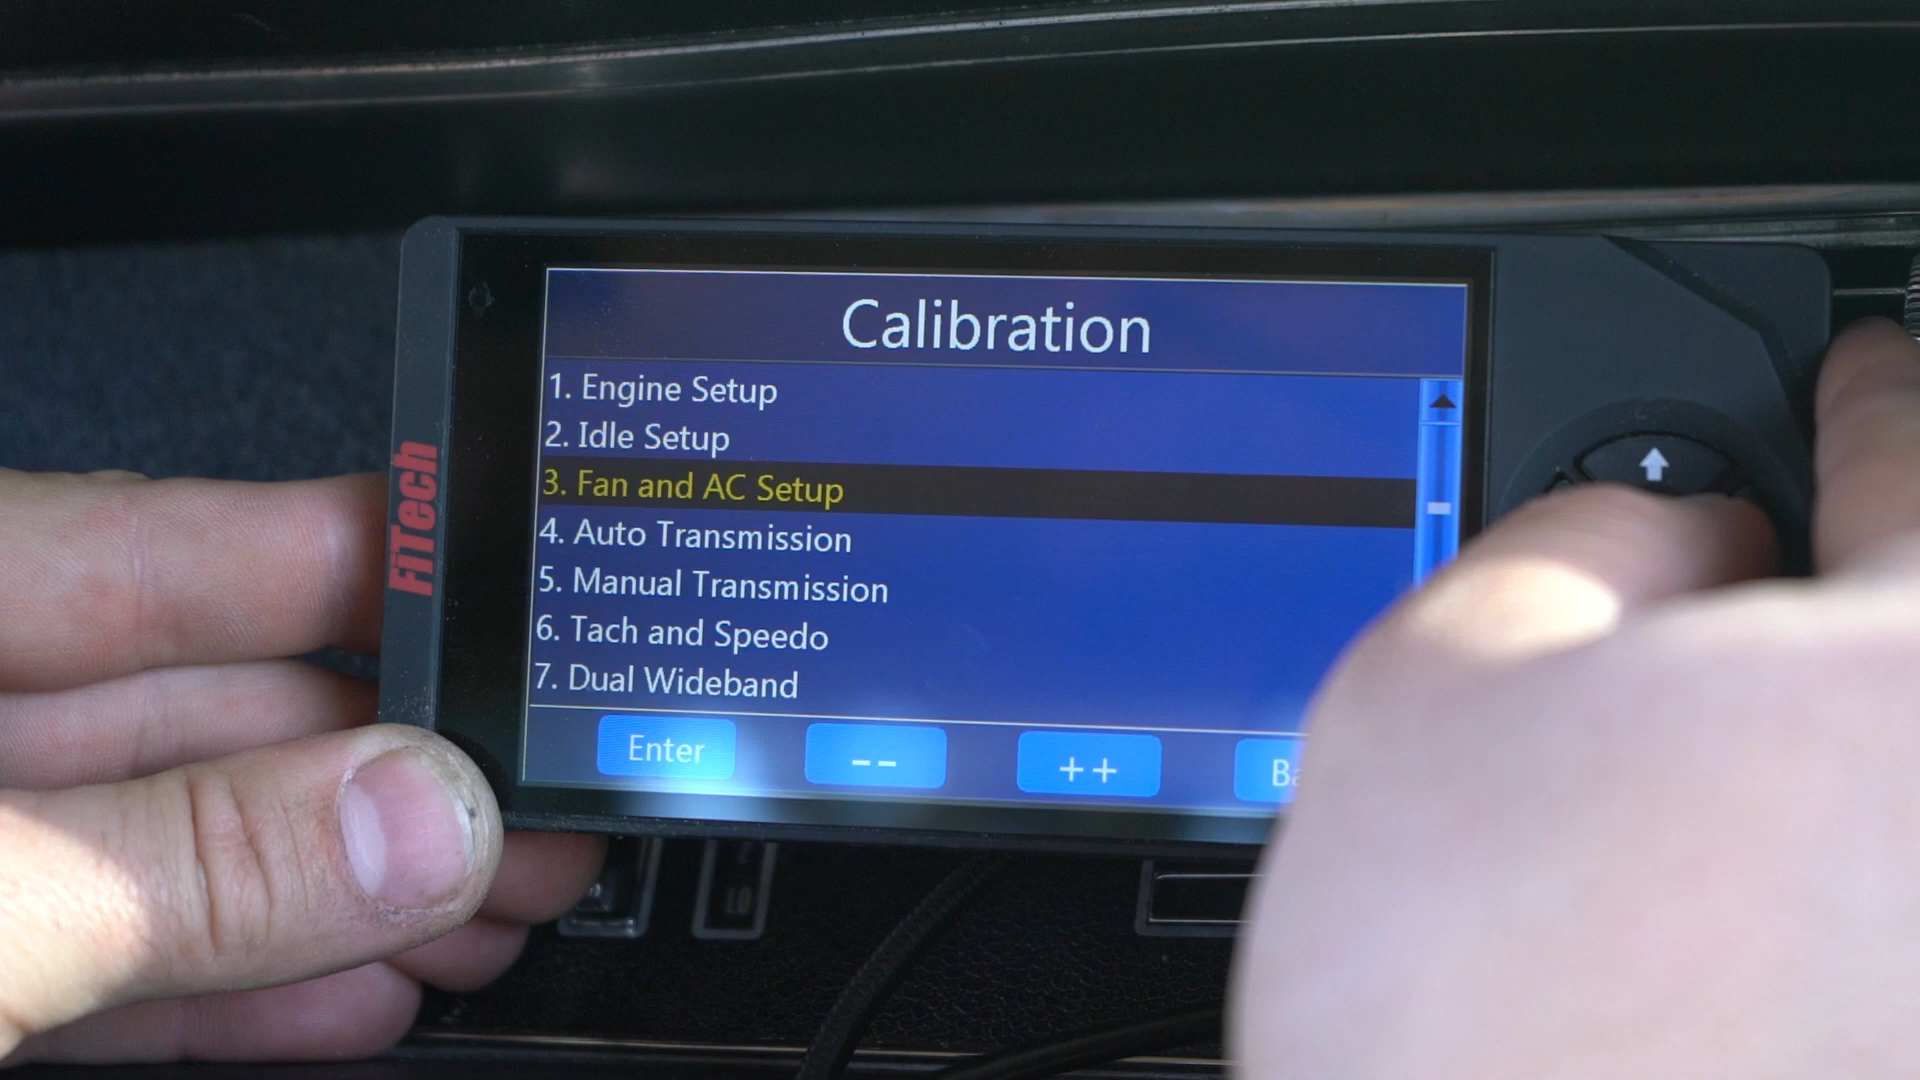 Calibration
1. Engine Setup
2. Idle Setup
3. Fan and AC Setup
4. Auto Transmission
5. Manual Transmission
6. Tach and Speedo
7. Dual Wideband
Enter -- ++
FiTech